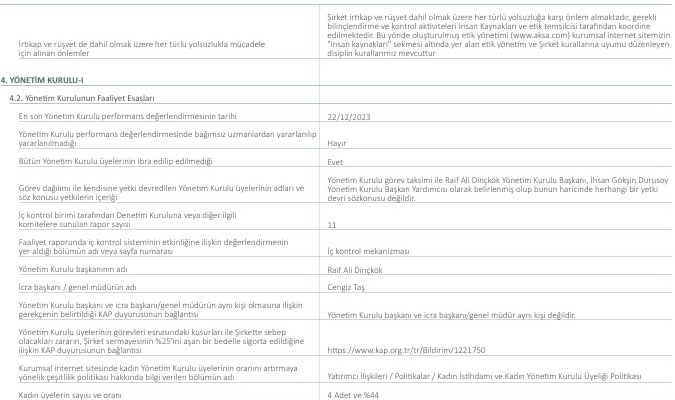 Şirket irtikap ve rüşvet dahil olmak üzere her türlü yolsuzluğa karşı önlem almaktadır, gerekli
bilinçlendirme ve kontrol aktiviteleri İnsan Kaynakları ve etik temsilcisi tarafından koordine
edilmektedir. Bu yönde oluşturulmuş etik yönetimi (www.aksa.com) kurumsal internet sitemizin
İrtikap ve rüşvet de dahil olmak üzere her türlü yolsuzlukla mücadele
için alınan önlemler
"insan kaynakları" sekmesi altında yer alan etik yönetim ve Şirket kurallarına uyumu düzenleyen
disiplin kurallarımız mevcuttur
4. YÖNETİM KURULU-I
4.2. Yönetim Kurulunun Faaliyet Esasları
En son Yönetim Kurulu performans değerlendirmesinin tarihi
22/12/2023
Yönetim Kurulu performans değerlendirmesinde bağımsız uzmanlardan yararlanılıp
yararlanılmadığı
Hayır
Bütün Yönetim Kurulu üyelerinin ibra edilip edilmediği
Evet
Görev dağılımı ile kendisine yetki devredilen Yönetim Kurulu üyelerinin adları ve
söz konusu yetkilerin içeriği
Yönetim Kurulu görev taksimi ile Raif Ali Dinçkök Yönetim Kurulu Başkanı, İhsan Gökşin Durusoy
Yönetim Kurulu Başkan Yardımcısı olarak belirlenmiş olup bunun haricinde herhangi bir yetki
devri sözkonusu değildir.
İç kontrol birimi tarafından Denetim Kuruluna veya diğer ilgili
komitelere sunulan rapor sayısı
11
Faaliyet raporunda iç kontrol sisteminin etkinliğine ilişkin değerlendirmenin
yer aldığı bölümün adı veya sayfa numarası
İç kontrol mekanizması
Yönetim Kurulu başkanının adı
Raif Ali Dinçkök
İcra başkanı / genel müdürün adı
Cengiz Taş
Yönetim Kurulu başkanı ve icra başkanı/genel müdürün aynı kişi olmasına ilişkin
gerekçenin belirtildiği KAP duyurusunun bağlantısı
Yönetim Kurulu başkanı ve icra başkanı/genel müdür aynı kişi değildir.
Yönetim Kurulu üyelerinin görevleri esnasındaki kusurları ile Şirkette sebep
olacakları zararın, Şirket sermayesinin %25'ini aşan bir bedelle sigorta edildiğine
ilişkin KAP duyurusunun bağlantısı
https://www.kap.org.tr/tr/Bildirim/1221750
Kurumsal internet sitesinde kadın Yönetim Kurulu üyelerinin oranını artırmaya
yönelik çeşitlilik politikası hakkında bilgi verilen bölümün adı
Yatırımcı İlişkileri / Politikalar / Kadın İstihdamı ve Kadın Yönetim Kurulu Üyeliği Politikası
Kadın üyelerin sayısı ve oranı
4 Adet ve %44